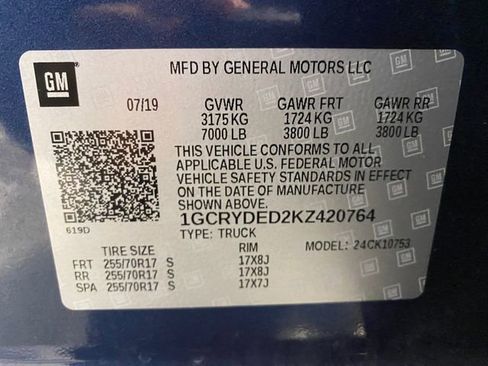 GM
MFD BY GENERAL MOTORS LLC
07/19 GVWR GAWR FRT GAWR RR
3175 KG 1724 KG 1724 KG
7000 LB 3800 LB 3800 LB
THIS VEHICLE CONFORMS TO ALL
APPLICABLE U.S. FEDERAL MOTOR
VEHICLE SAFETY STANDARDS IN EFFECT
ON THE DATE OF MANUFACTURE
SHOWN ABOVE.
619D
1GCRYDED2KZ420764
TYPE: TRUCK MODEL: 24CK10753
TIRE SIZE RIM
FRT 255/70R17 S 17X8J
RR 255/70R17 S 17X8J
SPA 255/70R17 S 17X7J